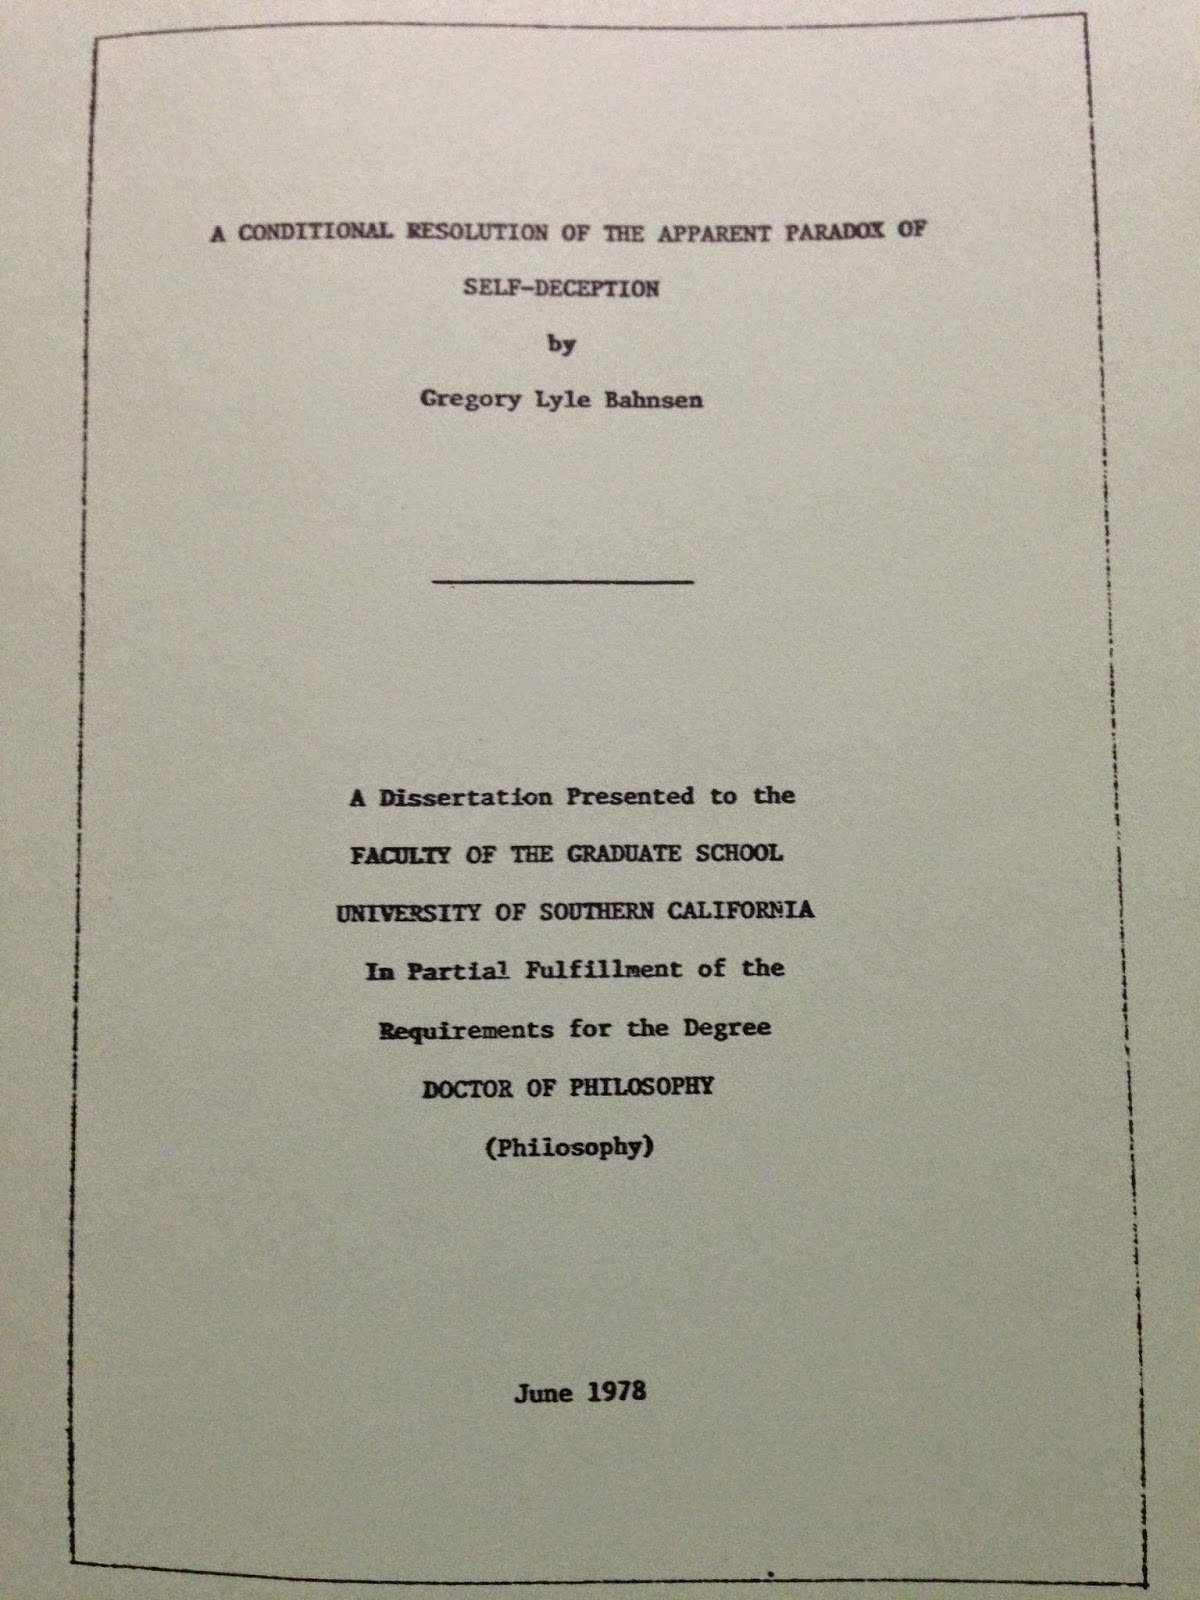 A CONDITIONAL RESOLUTION OF THE APPARENT PARADOX OF
SELF-DECEPTION
by
Gregory Lyle Bahnsen
A Dissertation Presented to the
FACULTY OF THE GRADUATE SCHOOL
UNIVERSITY OF SOUTHERN CALIFORNIA
In Partial Fulfillment of the
Requirements for the Degree
DOCTOR OF PHILOSOPHY
(Philosophy)
June 1978